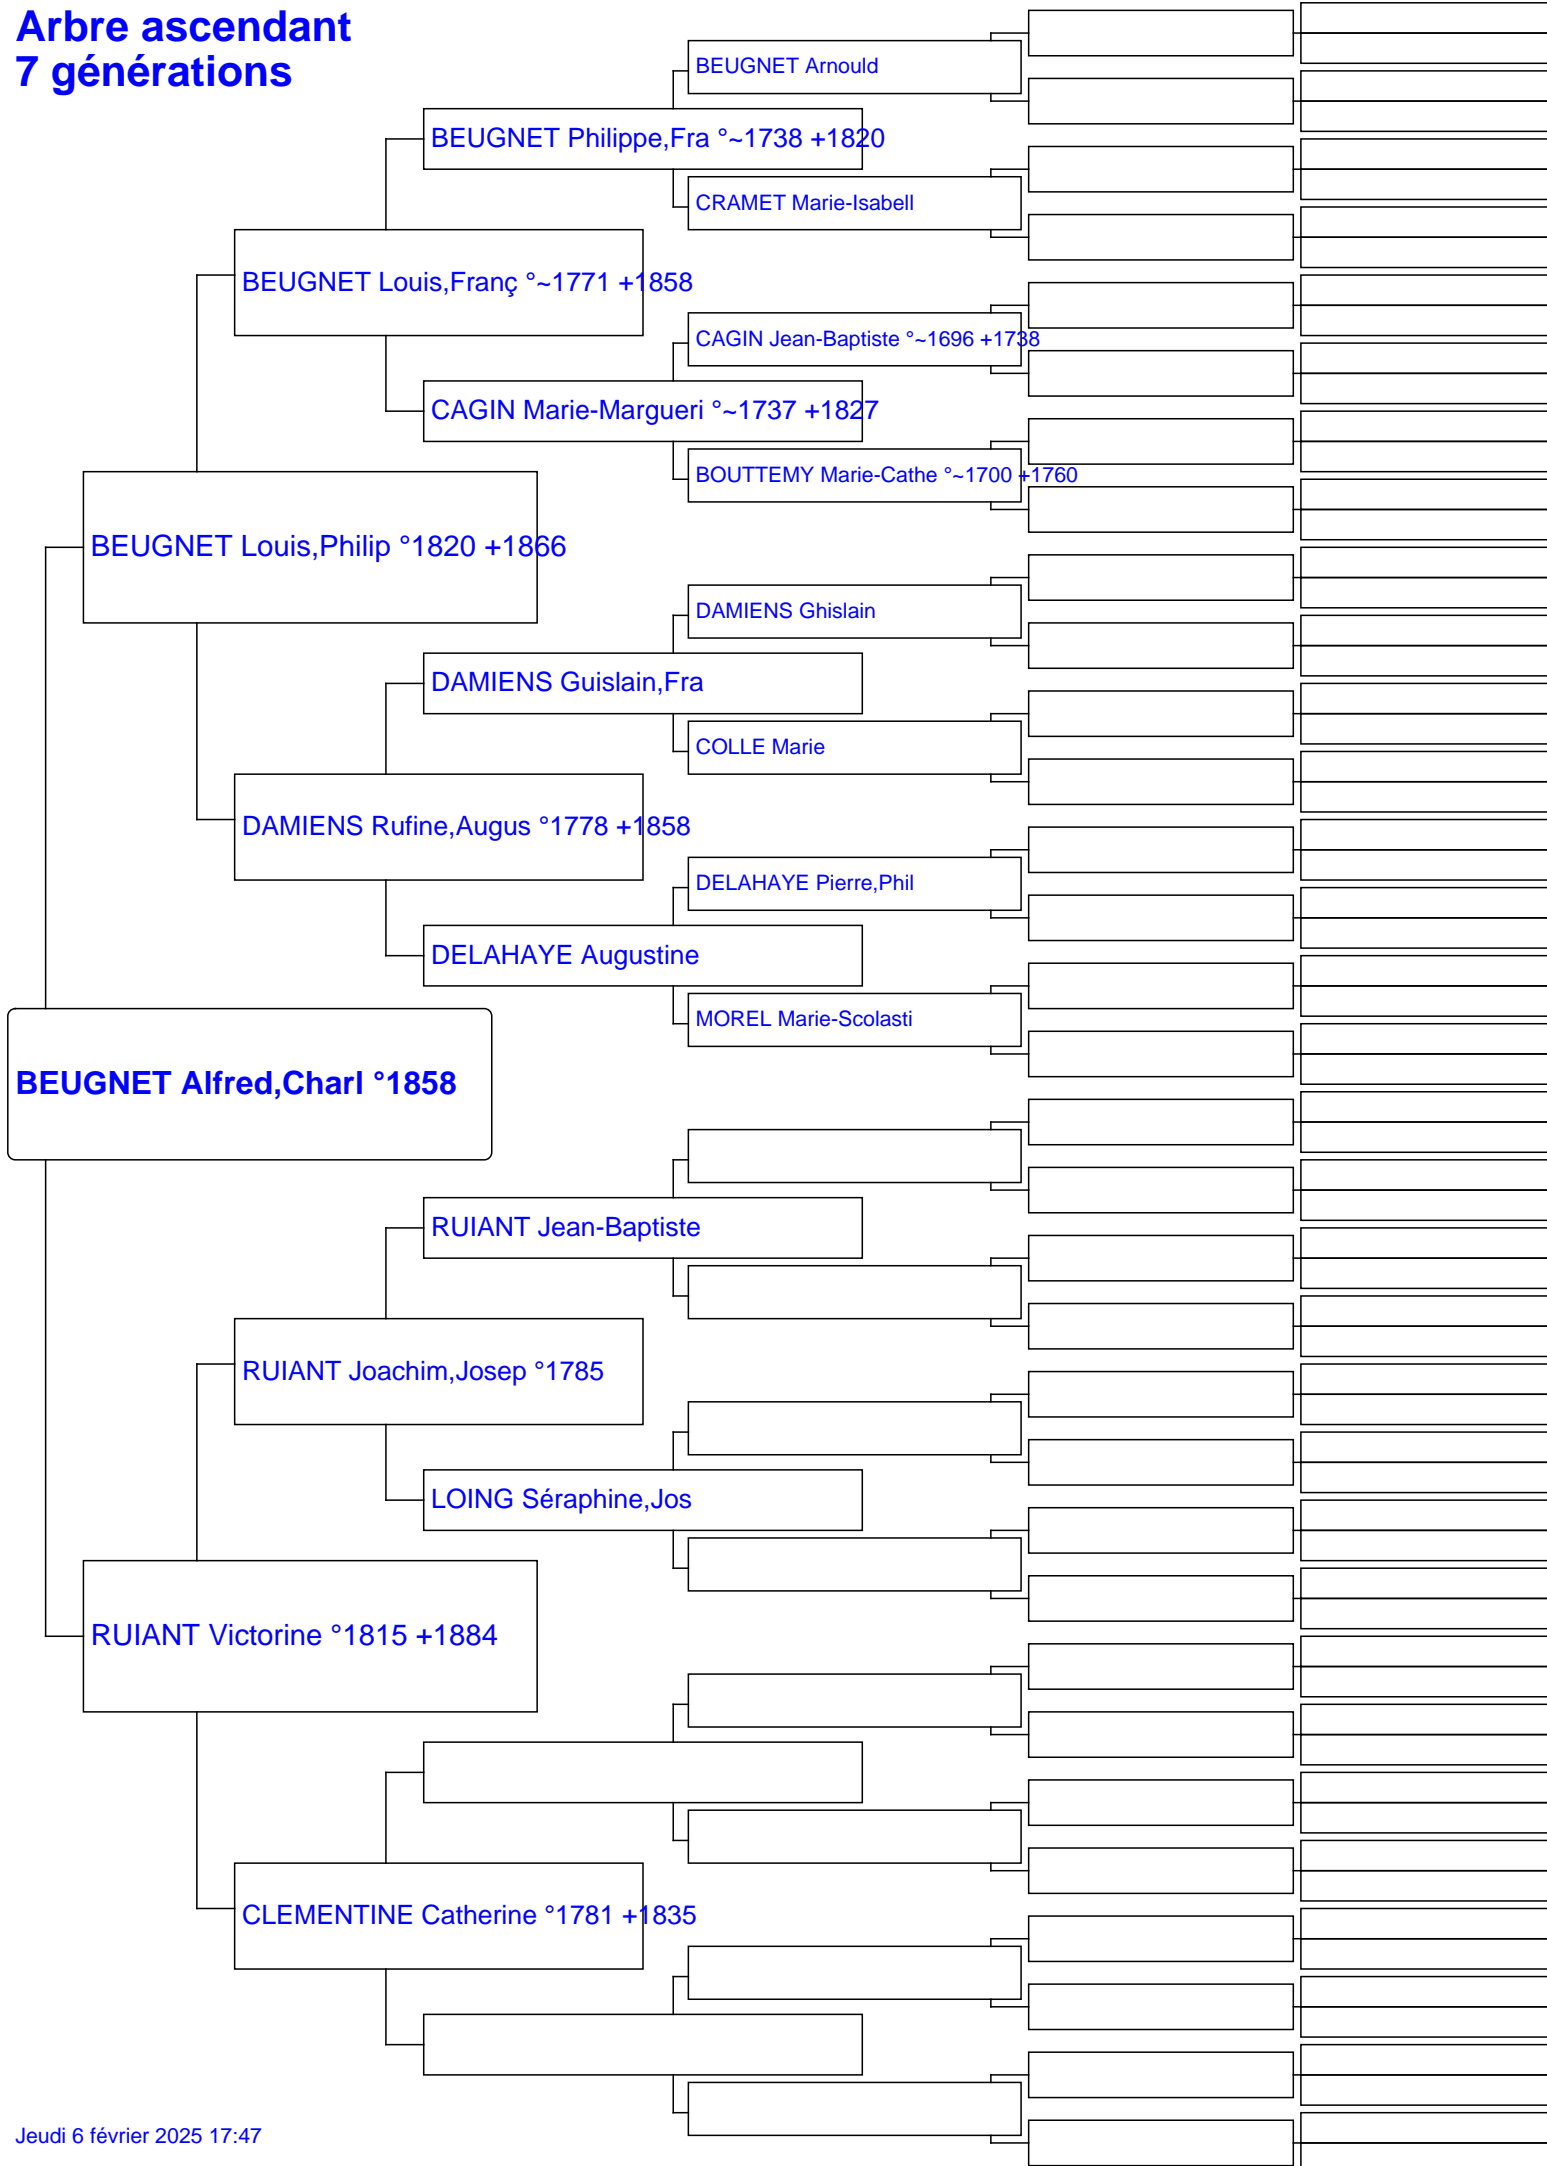 Arbre ascendant
7 générations
BEUGNET Arnould
BEUGNET Philippe,Fra °~1738 +1820
CRAMET Marie-Isabell
BEUGNET Louis,Franç °~1771 +1858
CAGIN Jean-Baptiste °~1696 +1738
CAGIN Marie-Margueri °~1737 +1827
BOUTTEMY Marie-Cathe °~1700 +1760
BEUGNET Louis,Philip °1820 +1866
DAMIENS Ghislain
DAMIENS Guislain,Fra
COLLE Marie
DAMIENS Rufine,Augus °1778 +1858
DELAHAYE Pierre,Phil
DELAHAYE Augustine
MOREL Marie-Scolasti
BEUGNET Alfred,Charl °1858
RUIANT Jean-Baptiste
RUIANT Joachim,Josep °1785
LOING Séraphine,Jos
RUIANT Victorine °1815 +1884
CLEMENTINE Catherine °1781 +1835
Jeudi 6 février 2025 17:47